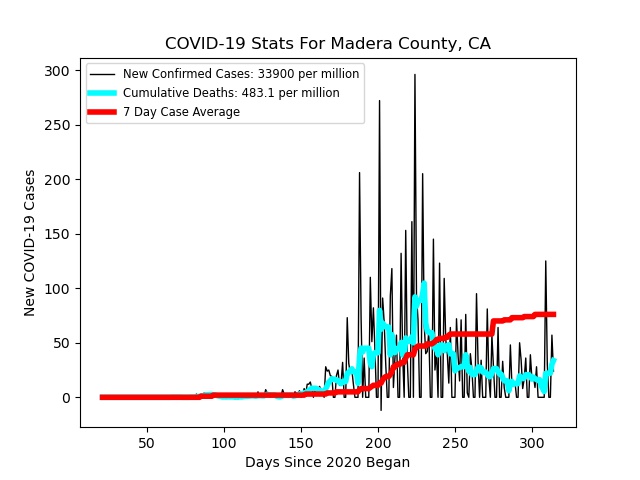 COVID-19 Stats For Madera County, CA
New Confirmed Cases: 33900 per million
Cumulative Deaths: 483.1 per million
7 Day Case Average
New COVID-19 Cases
300
250
200
150
100
50
0
50 100 150 200 250 300
Days Since 2020 Began